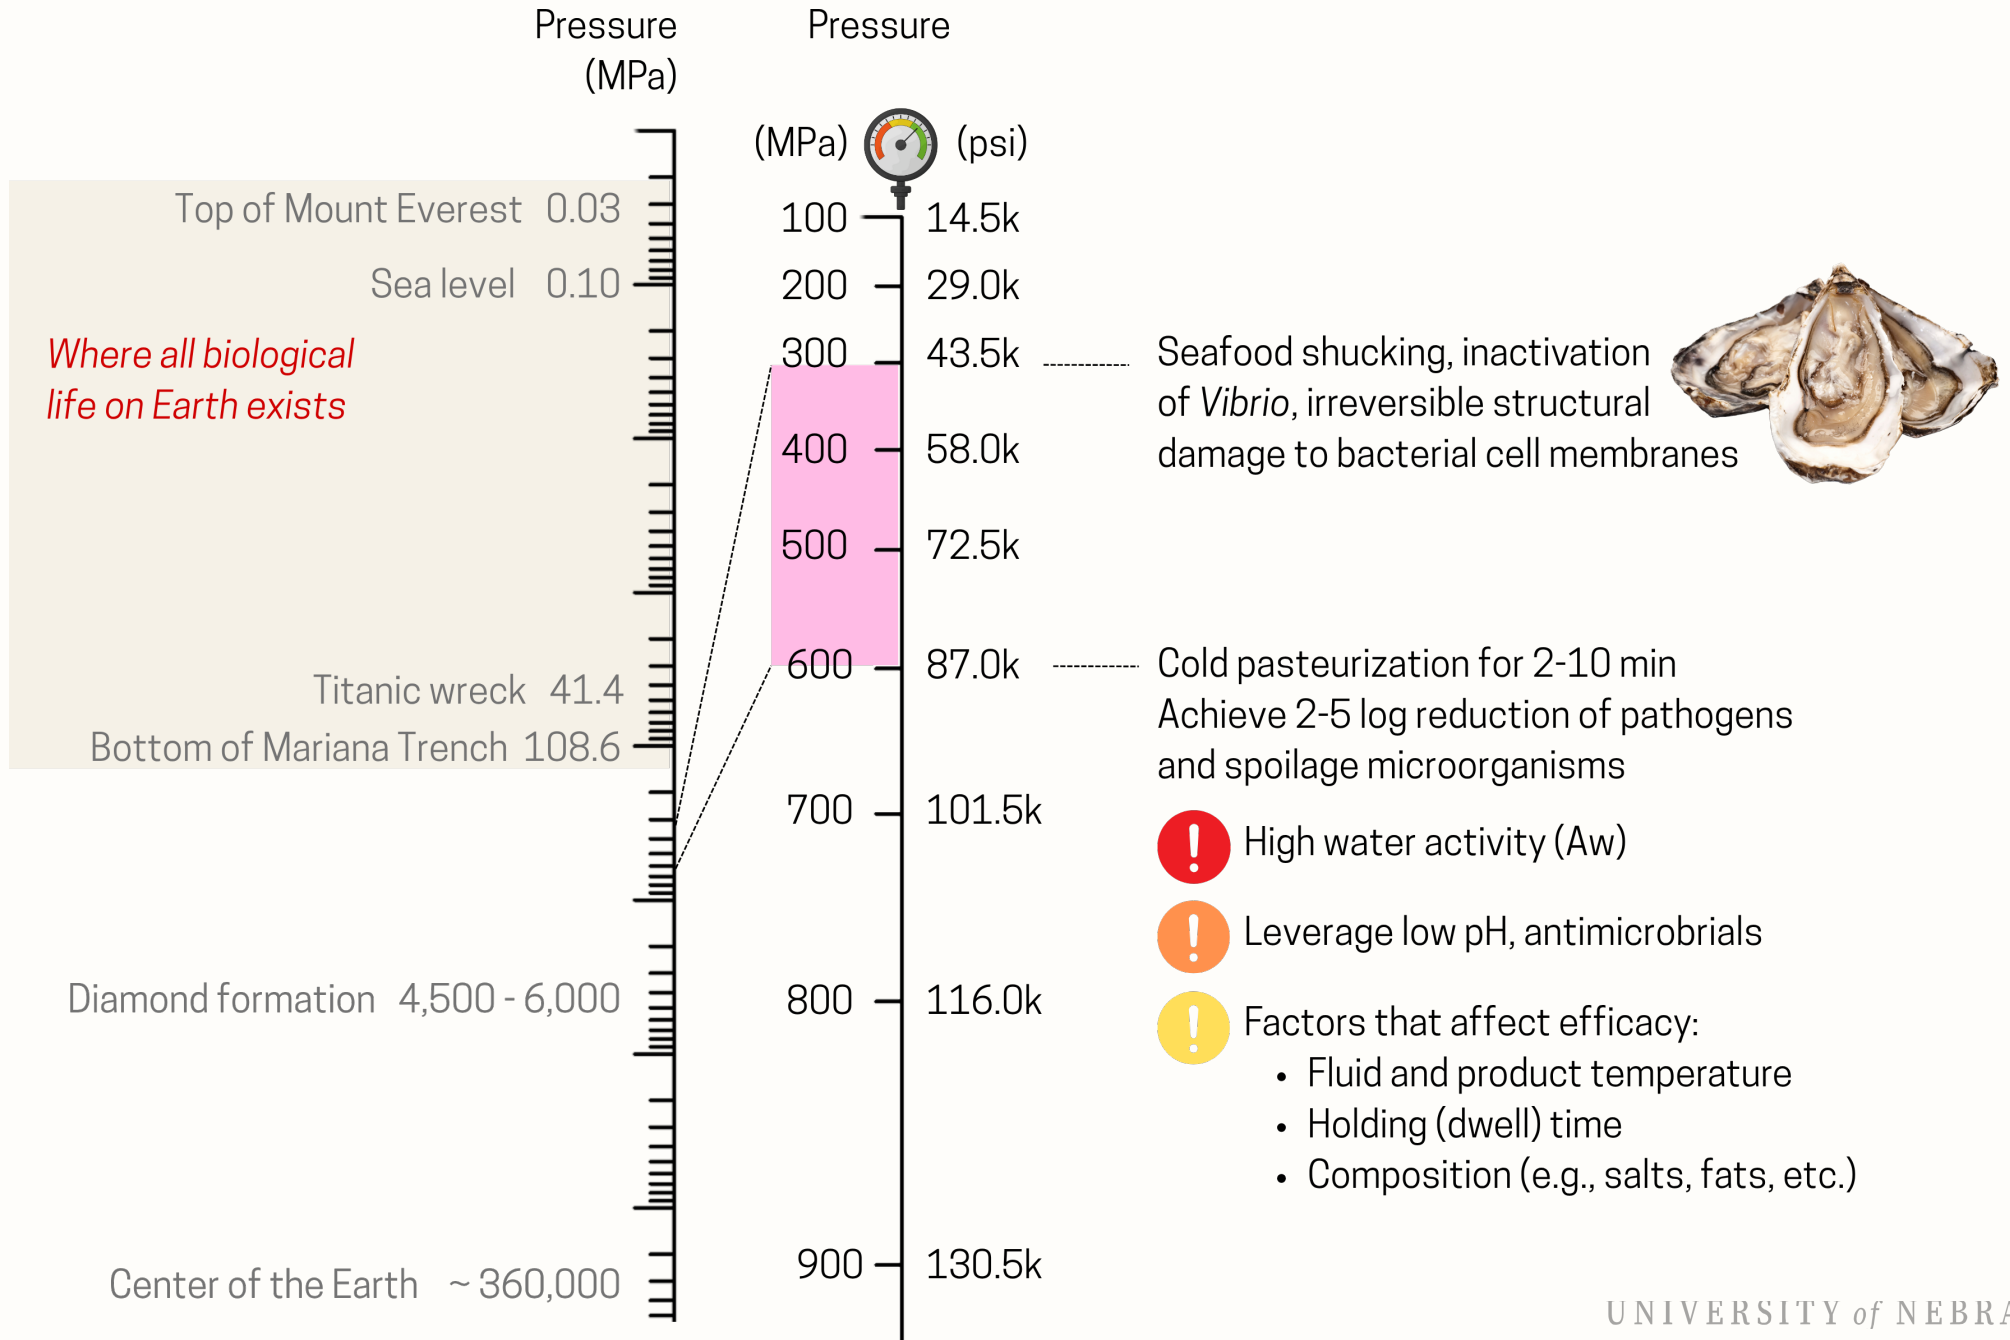 Pressure
(MPa)
Top of Mount Everest 0.03
Sea level 0.10
Where all biological
life on Earth exists
Titanic wreck 41.4
Bottom of Mariana Trench 108.6
Diamond formation 4,500 - 6,000
Center of the Earth ~ 360,000
Pressure
(MPa) (psi)
100 14.5k
200 29.0k
300 43.5k
400 58.0k
500 72.5k
600 87.0k
700 101.5k
800 116.0k
900 130.5k
Seafood shucking, inactivation
of Vibrio, irreversible structural
damage to bacterial cell membranes
Cold pasteurization for 2-10 min
Achieve 2-5 log reduction of pathogens
and spoilage microorganisms
! High water activity (Aw)
! Leverage low pH, antimicrobrials
! Factors that affect efficacy:
• Fluid and product temperature
• Holding (dwell) time
• Composition (e.g., salts, fats, etc.)
UNIVERSITY of NEBRA